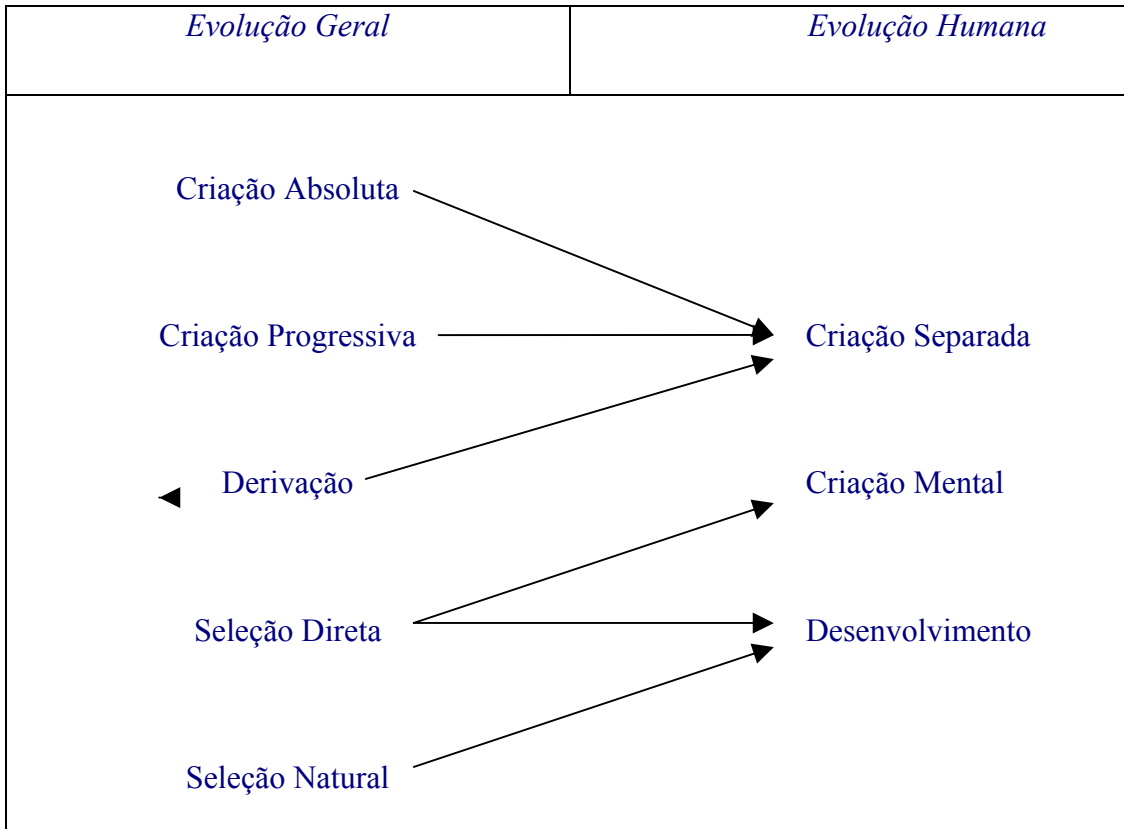 Evolução Geral
Evolução Humana
Criação Absoluta
Criação Progressiva
Criação Separada
Derivação
Criação Mental
Seleção Direta
Desenvolvimento
Seleção Natural